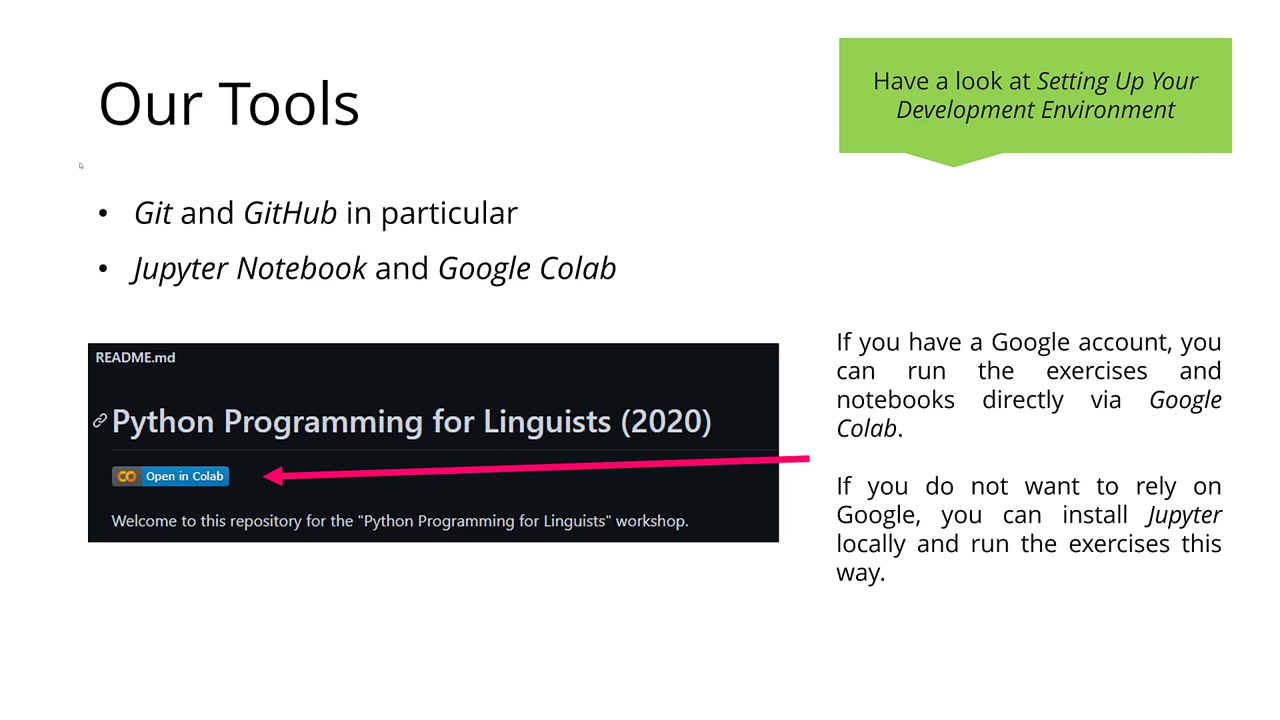 Our Tools
Have a look at Setting Up Your
Development Environment
• Git and GitHub in particular
• Jupyter Notebook and Google Colab
README.md
Python Programming for Linguists (2020)
Open in Colab
Welcome to this repository for the "Python Programming for Linguists" workshop.
If you have a Google account, you
can run the exercises and
notebooks directly via Google
Colab.
If you do not want to rely on
Google, you can install Jupyter
locally and run the exercises this
way.